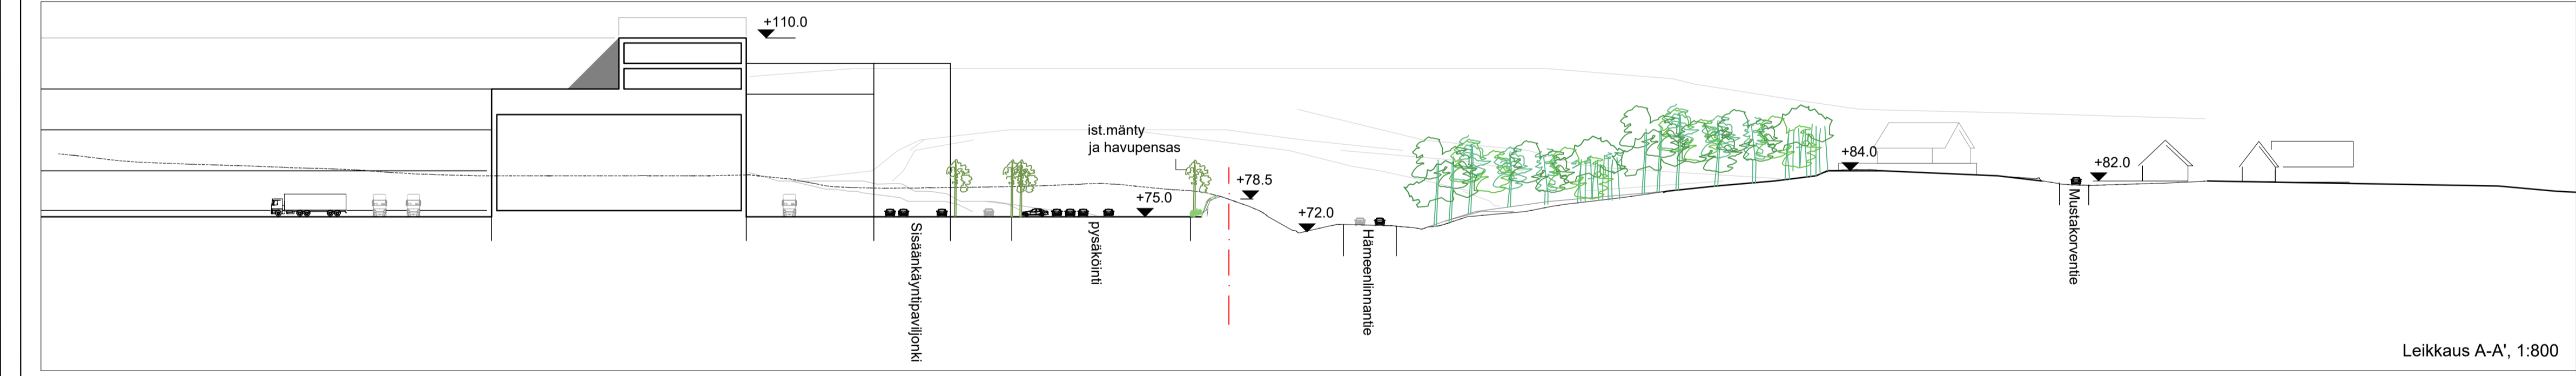 +110.0
ist.mänty
ja havupensas
+78.5
+75.0
+72.0
+84.0
+82.0
Sisäänkäyntipaviljonki
pysäköinti
Hämeenlinnantie
Mustakorventie
Leikkaus A-A', 1:800